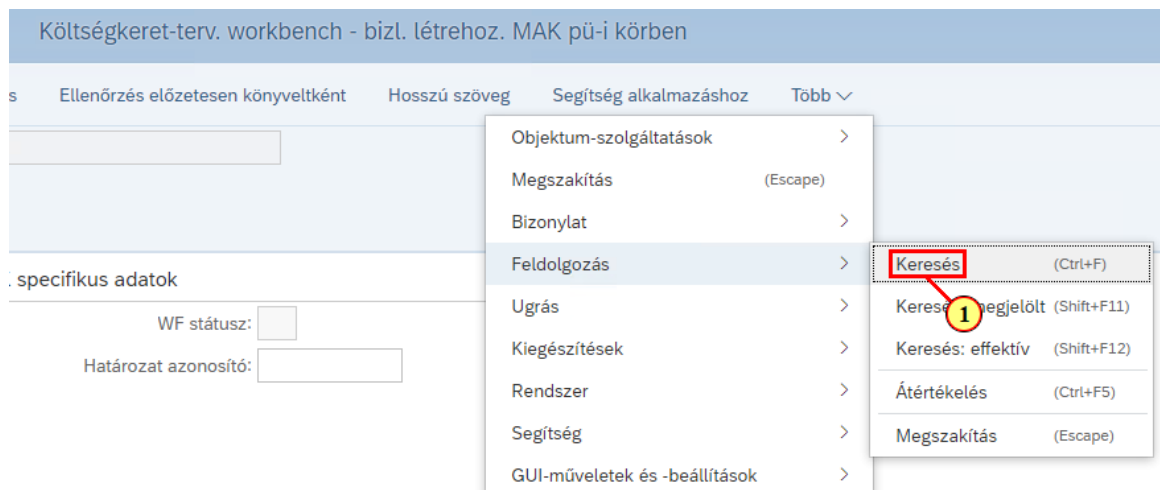 Költségkeret-terv. workbench - bizl. létrehoz. MAK pü-i körben
s Ellenőrzés előzetesen könyveltként Hosszú szöveg Segítség alkalmazáshoz Több
Objektum-szolgáltatások
Megszakítás (Escape)
Bizonylat
Feldolgozás
Ugrás
Kiegészítések
Rendszer
Segítség
GUI-műveletek és -beállítások
Keresés (Ctrl+F)
megjelölt (Shift+F11)
Keresés: effektív (Shift+F12)
Átértékelés (Ctrl+F5)
Megszakítás (Escape)
1
specifikus adatok
WF státusz:
Határozat azonosító: